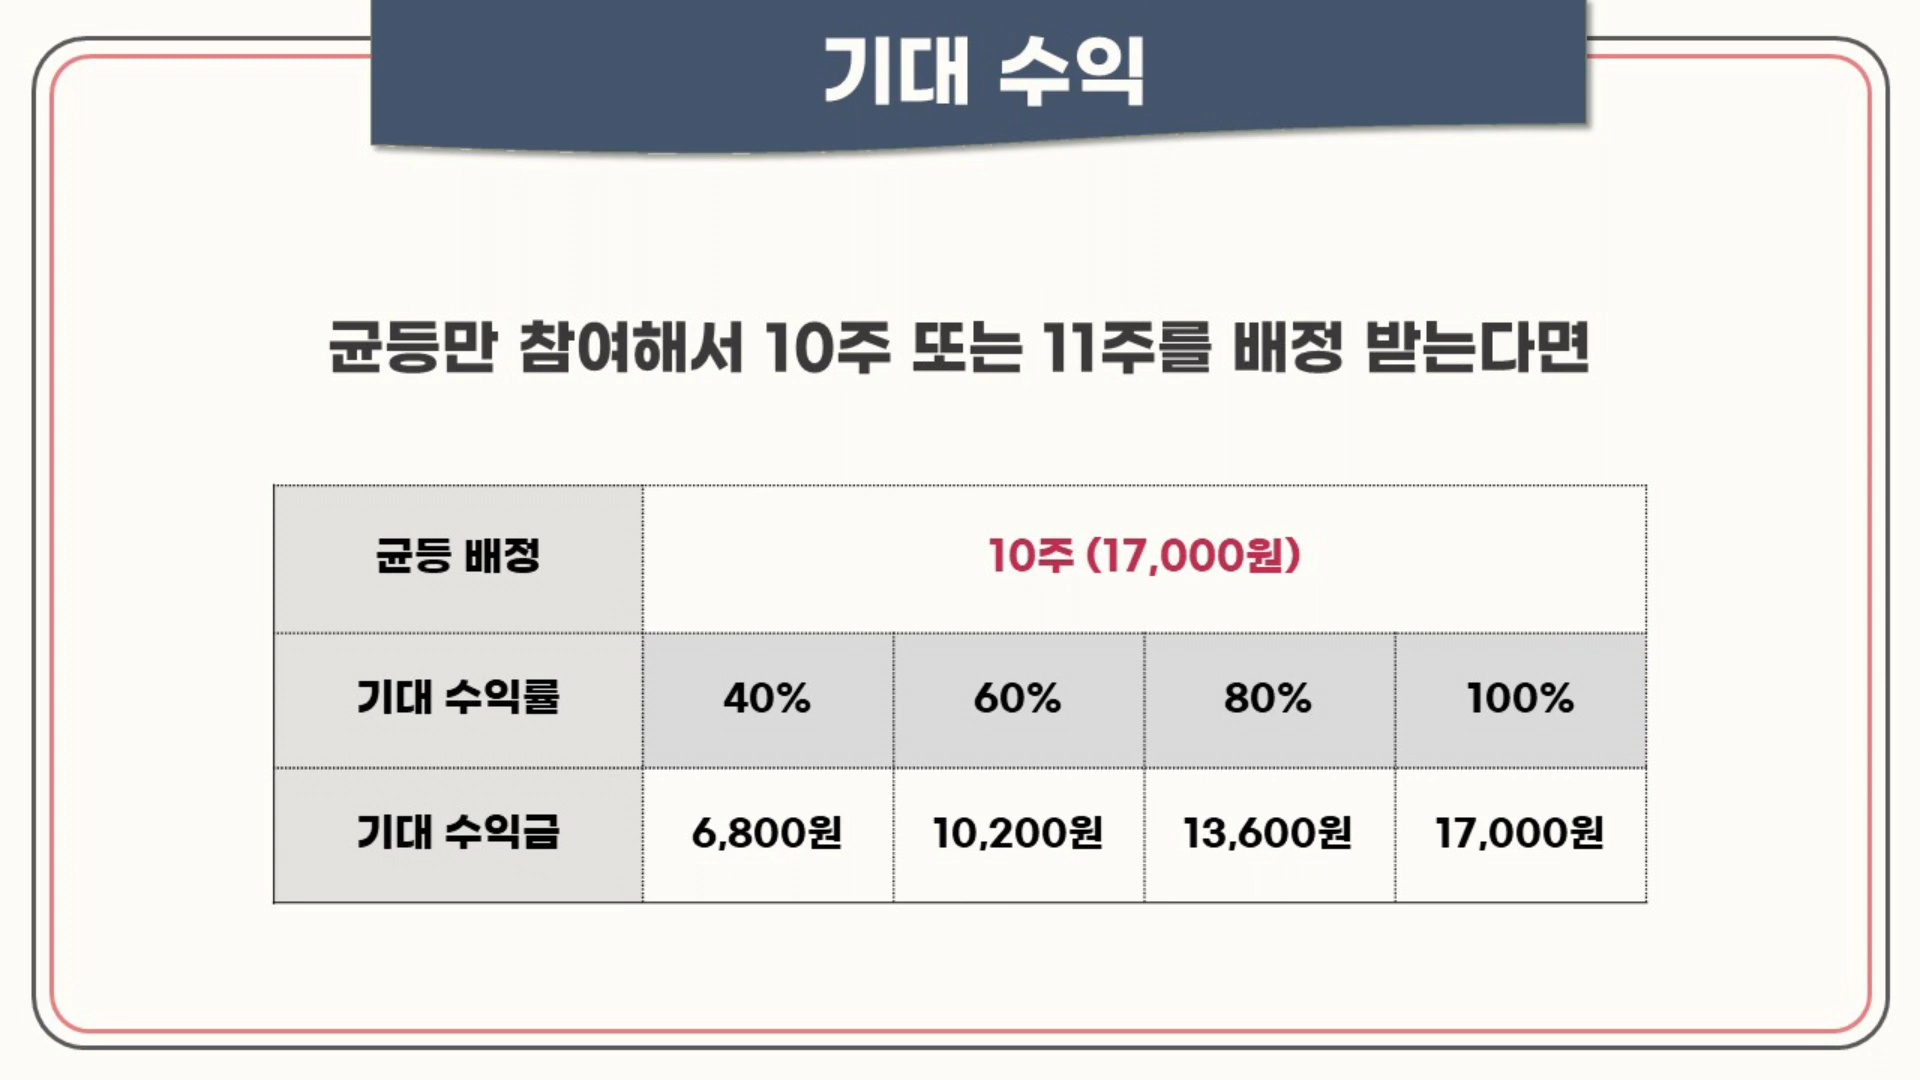 기대 수익
균등만 참여해서 10주 또는 11주를 배정 받는다면
균등 배정 10주 (17,000원)
기대 수익률 40% 60% 80% 100%
기대 수익금 6,800원 10,200원 13,600원 17,000원